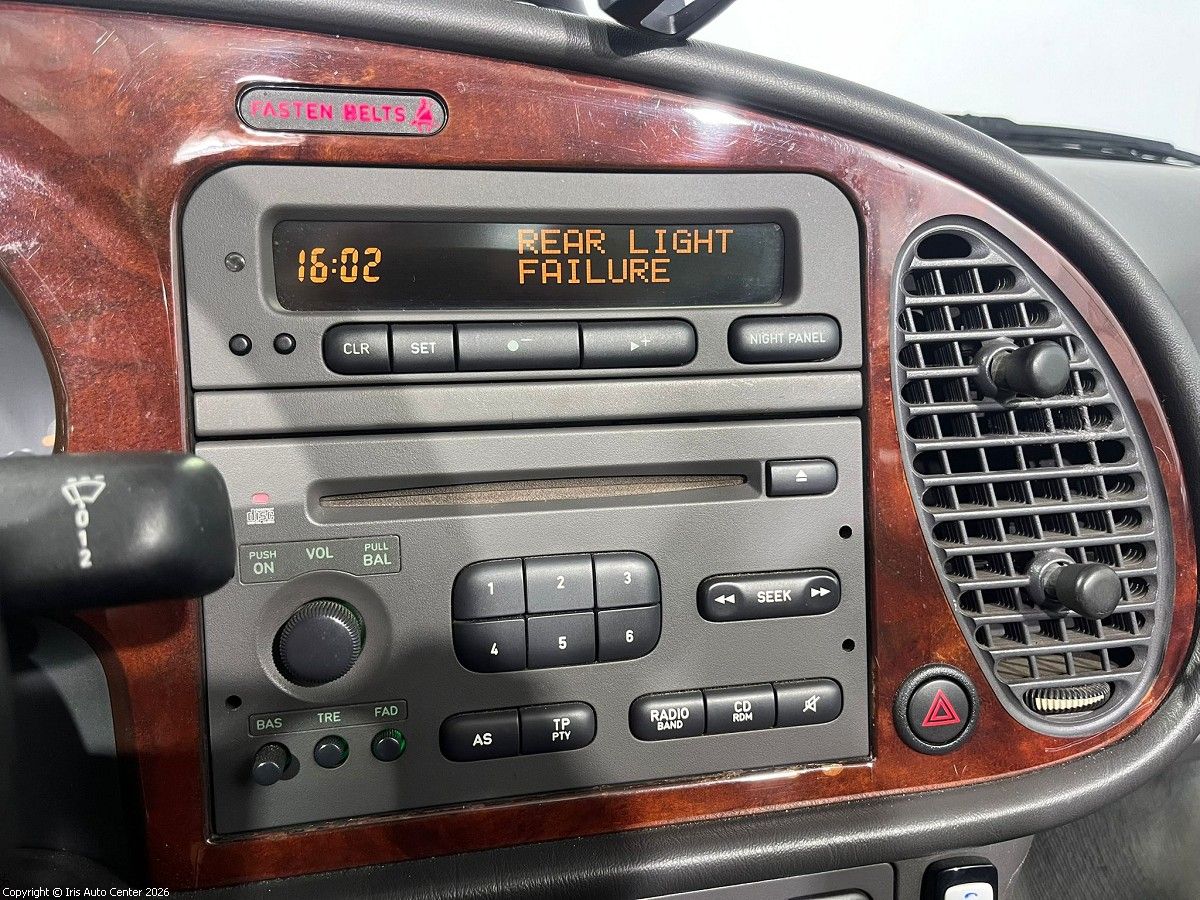 FASTEN BELTS
16:02
REAR LIGHT
FAILURE
CLR
SET
−
+
NIGHT PANEL
disc
PUSH
ON
VOL
PULL
BAL
1
2
3
4
5
6
SEEK
0
1
2
BAS
TRE
FAD
AS
TP
PTY
RADIO
BAND
CD
RDM
Copyright © Iris Auto Center 2026